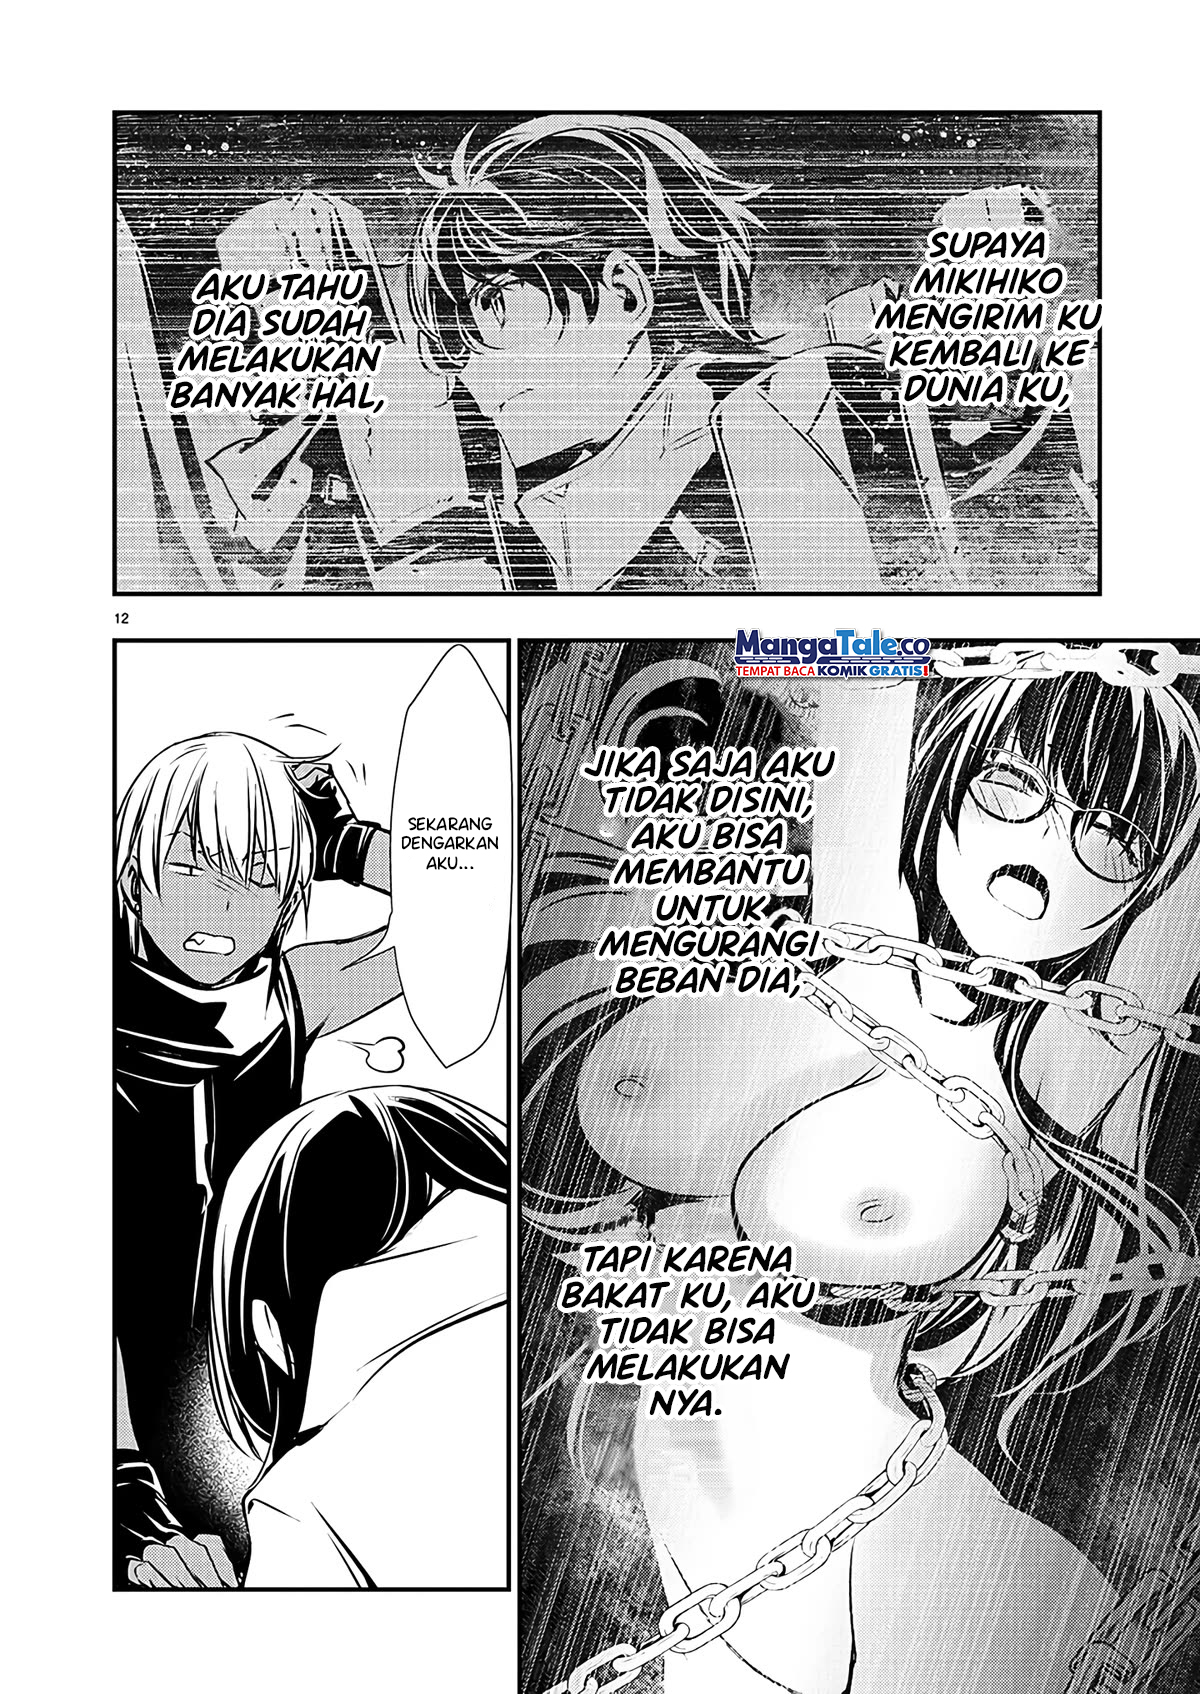 SUPAYA
MIKIHIKO
MENGIRIM KU
KEMBALI KE
DUNIA KU,
AKU TAHU
DIA SUDAH
MELAKUKAN
BANYAK HAL,
12
MangaTale.co
TEMPAT BACA KOMIK GRATIS!
JIKA SAJA AKU
TIDAK DISINI,
AKU BISA
MEMBANTU
UNTUK
MENGURANGI
BEBAN DIA,
TAPI KARENA
BAKAT KU, AKU
TIDAK BISA
MELAKUKAN
NYA.
SEKARANG
DENGARKAN
AKU...